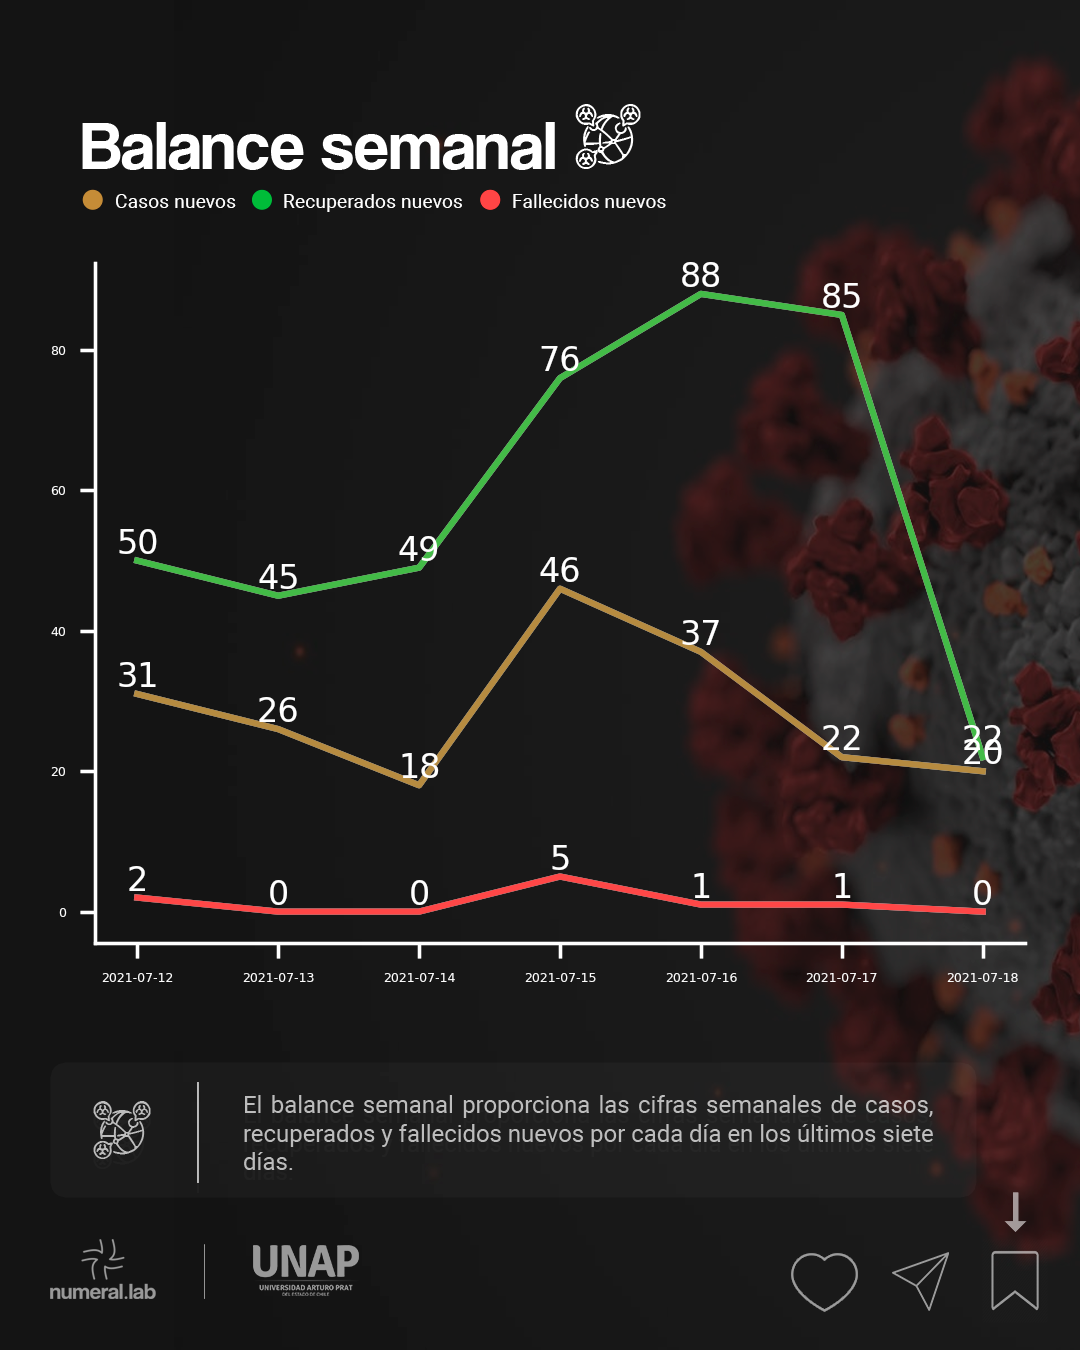 Balance semanal
Casos nuevos Recuperados nuevos Fallecidos nuevos
88
85
80
76
60
50
45
49
46
40
37
31
26
18
22
22
20
20
5
2
0
0
1
1
0
0
2021-07-12 2021-07-13 2021-07-14 2021-07-15 2021-07-16 2021-07-17 2021-07-18
El balance semanal proporciona las cifras semanales de casos,
recuperados y fallecidos nuevos por cada día en los últimos siete
días.
numeral.lab
UNAP
UNIVERSIDAD ARTURO PRAT
DEL ESTADO DE CHILE